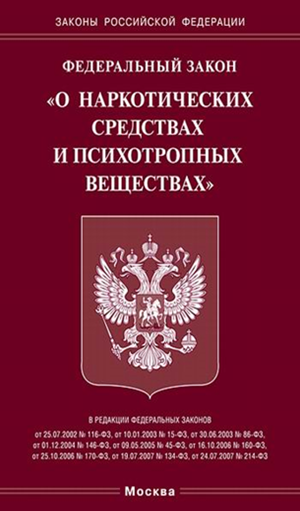 ЗАКОНЫ РОССИЙСКОЙ ФЕДЕРАЦИИ
ФЕДЕРАЛЬНЫЙ ЗАКОН
«О НАРКОТИЧЕСКИХ
СРЕДСТВАХ
И ПСИХОТРОПНЫХ
ВЕЩЕСТВАХ»
В РЕДАКЦИИ ФЕДЕРАЛЬНЫХ ЗАКОНОВ
от 25.07.2002 № 116-ФЗ, от 10.01.2003 № 15-ФЗ, от 30.06.2003 № 86-ФЗ,
от 01.12.2004 № 146-ФЗ, от 09.05.2005 № 45-ФЗ, от 16.10.2006 № 160-ФЗ,
от 25.10.2006 № 170-ФЗ, от 19.07.2007 № 134-ФЗ, от 24.07.2007 № 214-ФЗ
Москва